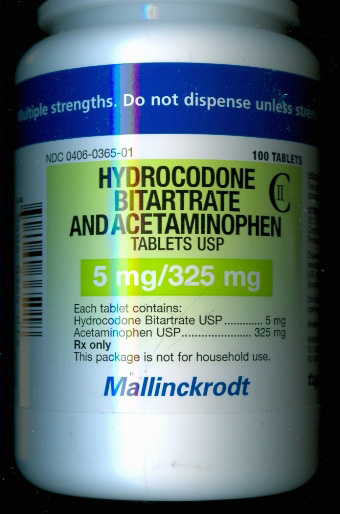 Multiple strengths. Do not dispense unless
NDC 0406-0365-01
100 TABLETS
HYDROCODONE
BITARTRATE
AND ACETAMINOPHEN
CII
TABLETS USP
5 mg/325 mg
Each tablet contains:
Hydrocodone Bitartrate USP ............. 5 mg
Acetaminophen USP...................... 325 mg
Rx only
This package is not for household use.
Mallinckrodt